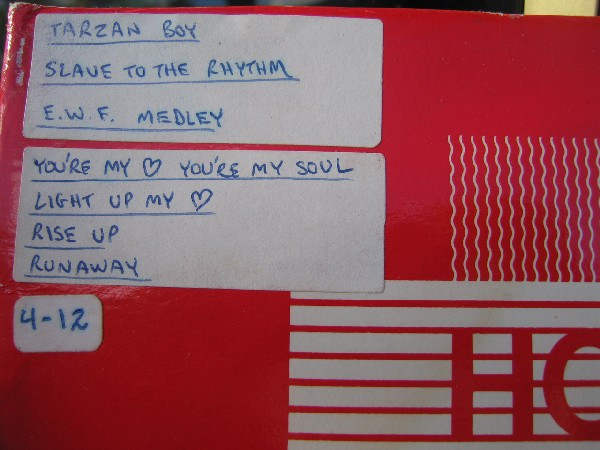 TARZAN BOY
SLAVE TO THE RHYTHM
E.W.F. MEDLEY
YOU'RE MY ♡ YOU'RE MY SOUL
LIGHT UP MY ♡
RISE UP
RUNAWAY
4-12
HO